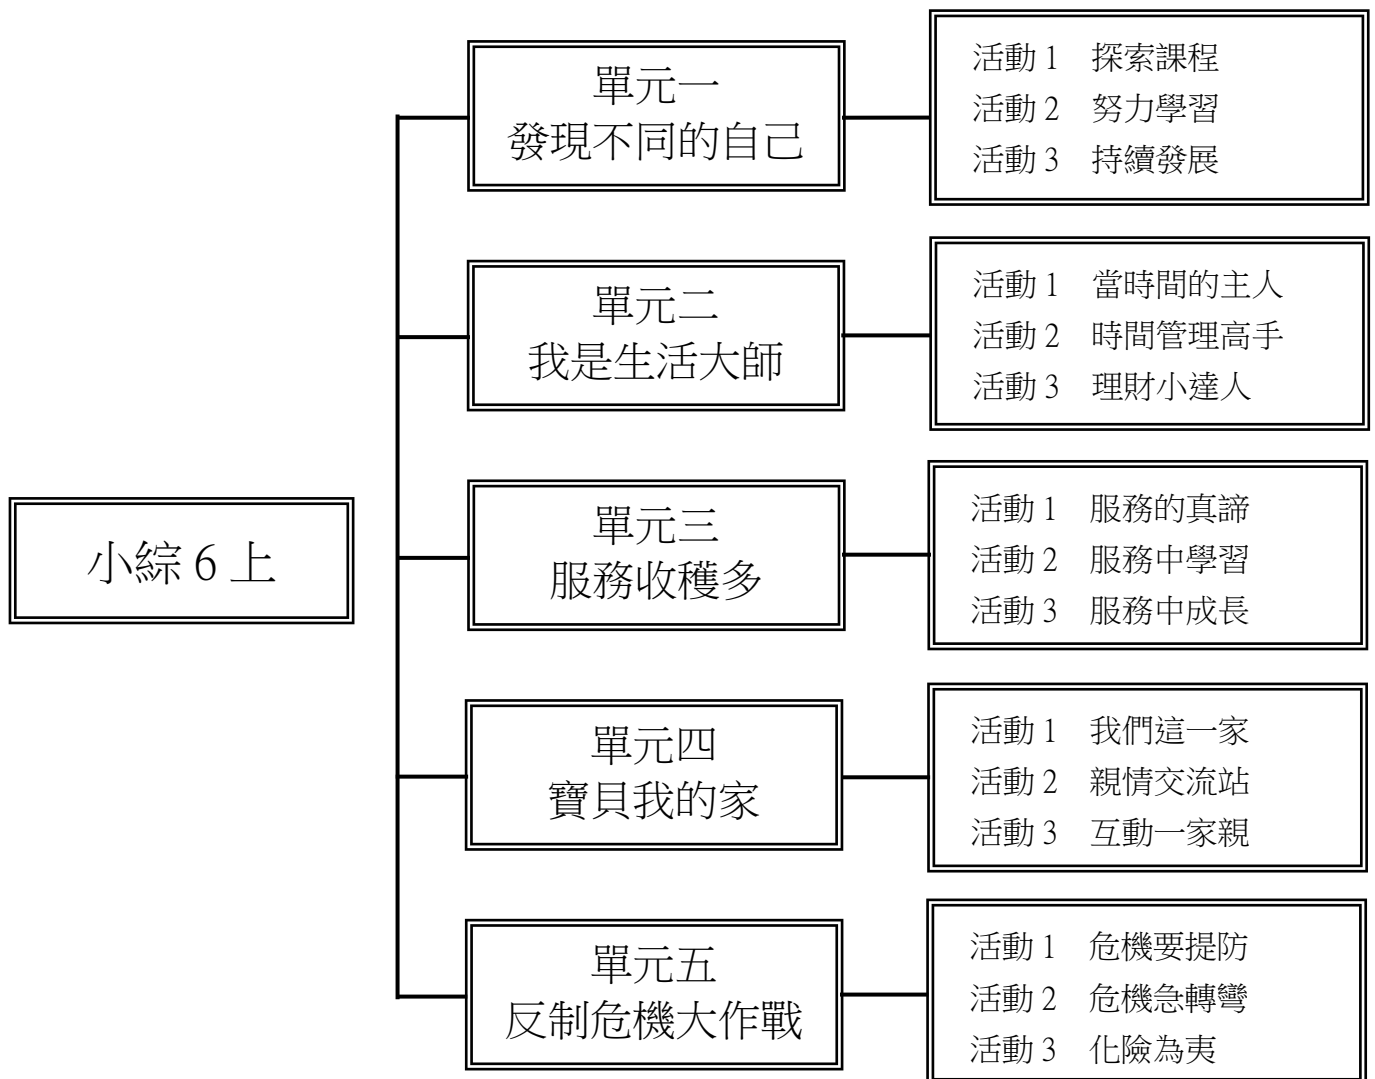 小綜 6 上
單元一
發現不同的自己
活動 1 探索課程
活動 2 努力學習
活動 3 持續發展
單元二
我是生活大師
活動 1 當時間的主人
活動 2 時間管理高手
活動 3 理財小達人
單元三
服務收穫多
活動 1 服務的真諦
活動 2 服務中學習
活動 3 服務中成長
單元四
寶貝我的家
活動 1 我們這一家
活動 2 親情交流站
活動 3 互動一家親
單元五
反制危機大作戰
活動 1 危機要提防
活動 2 危機急轉彎
活動 3 化險為夷